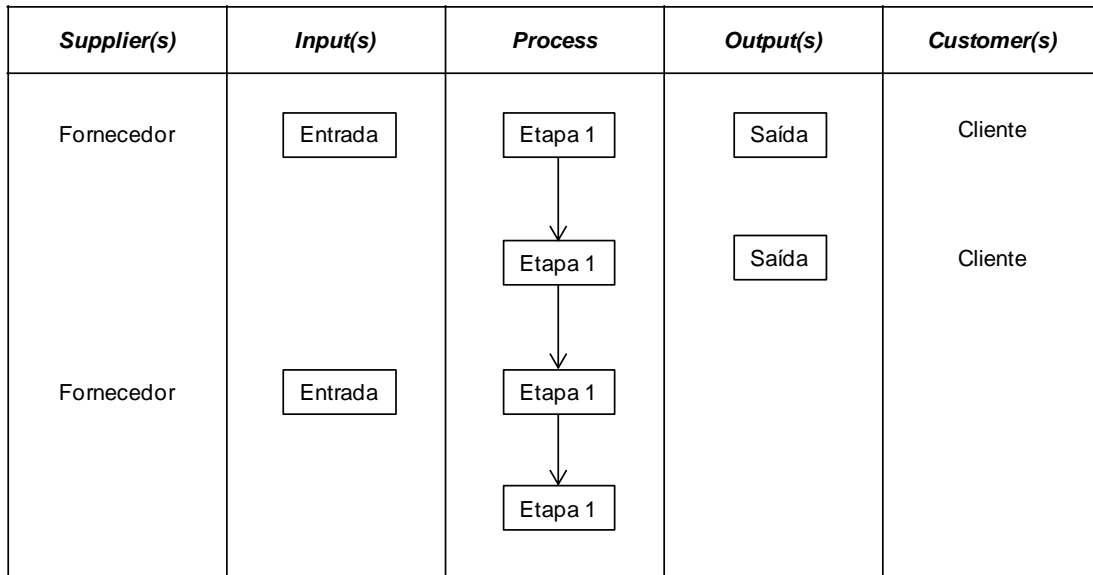 Supplier(s) Input(s) Process Output(s) Customer(s)
Fornecedor Entrada Etapa 1 Saída Cliente
Etapa 1 Saída Cliente
Fornecedor Entrada Etapa 1
Etapa 1